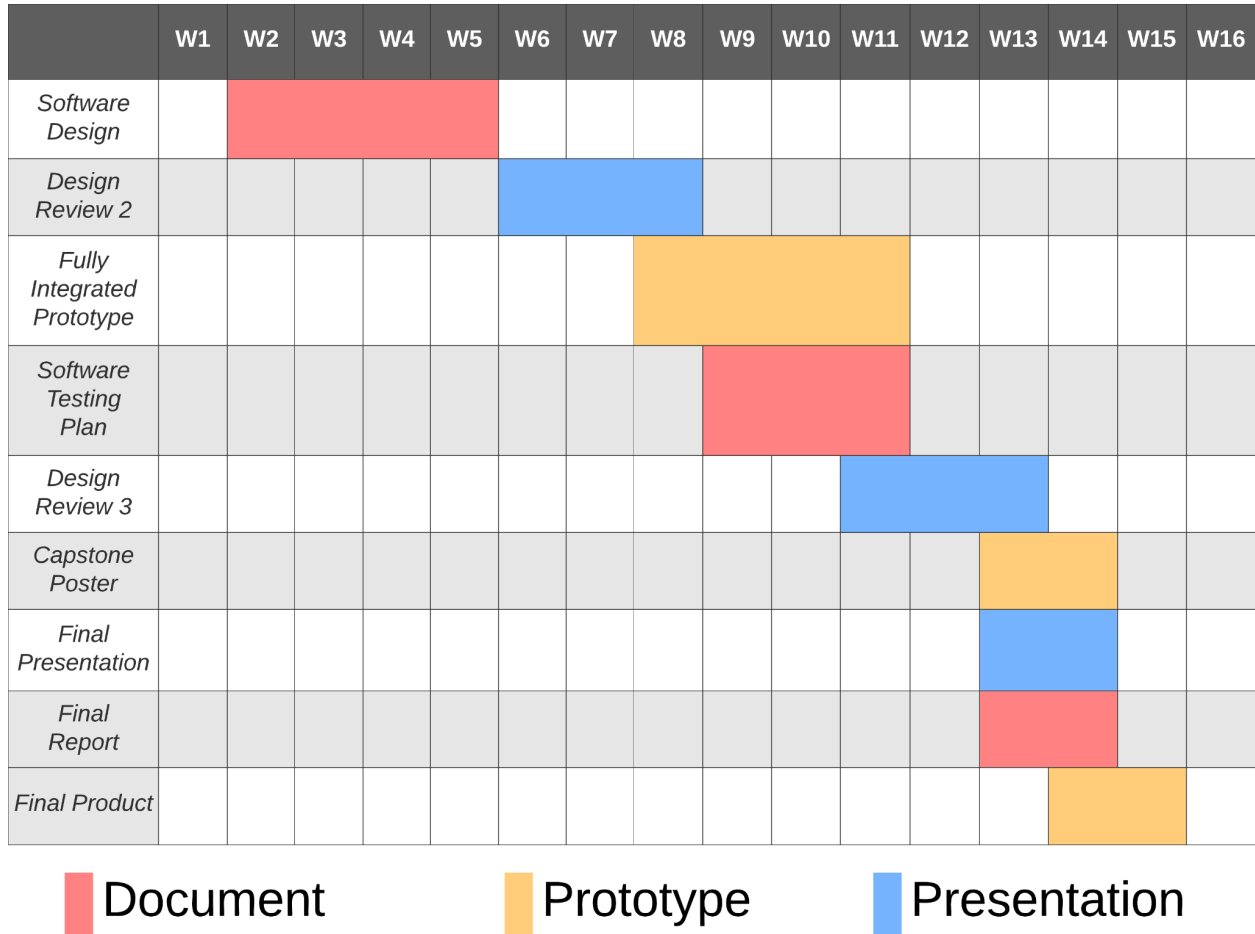 W1 W2 W3 W4 W5 W6 W7 W8 W9 W10 W11 W12 W13 W14 W15 W16
Software
Design
Design
Review 2
Fully
Integrated
Prototype
Software
Testing
Plan
Design
Review 3
Capstone
Poster
Final
Presentation
Final
Report
Final Product
Document Prototype Presentation